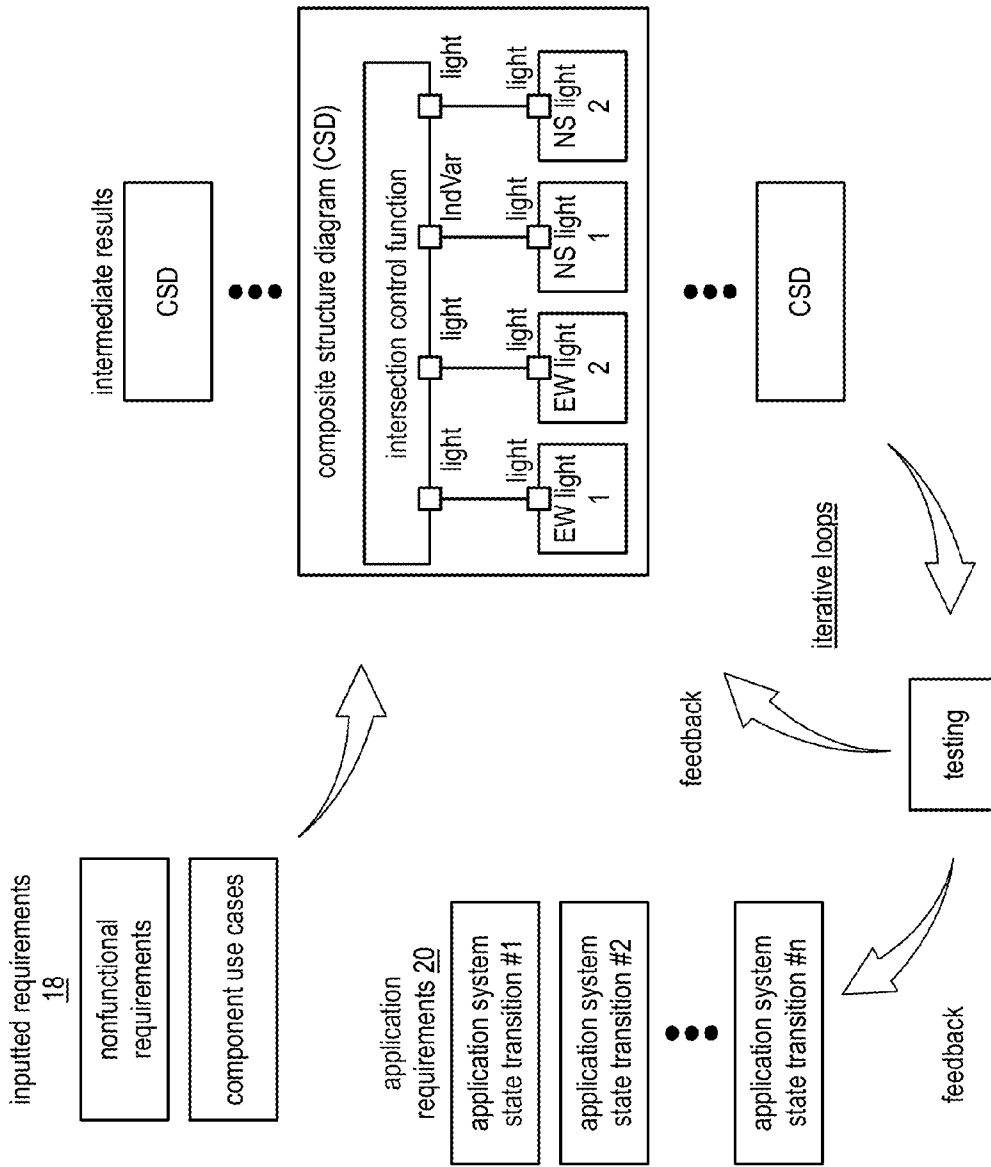 inputted requirements
18
nonfunctional
requirements
component use cases
application
requirements 20
application system
state transition #1
application system
state transition #2
application system
state transition #n
feedback
testing
feedback
iterative loops
intermediate results
CSD
composite structure diagram (CSD)
intersection control function
light
light
IndVar
light
light
light
light
light
EW light
1
EW light
2
NS light
1
NS light
2
CSD